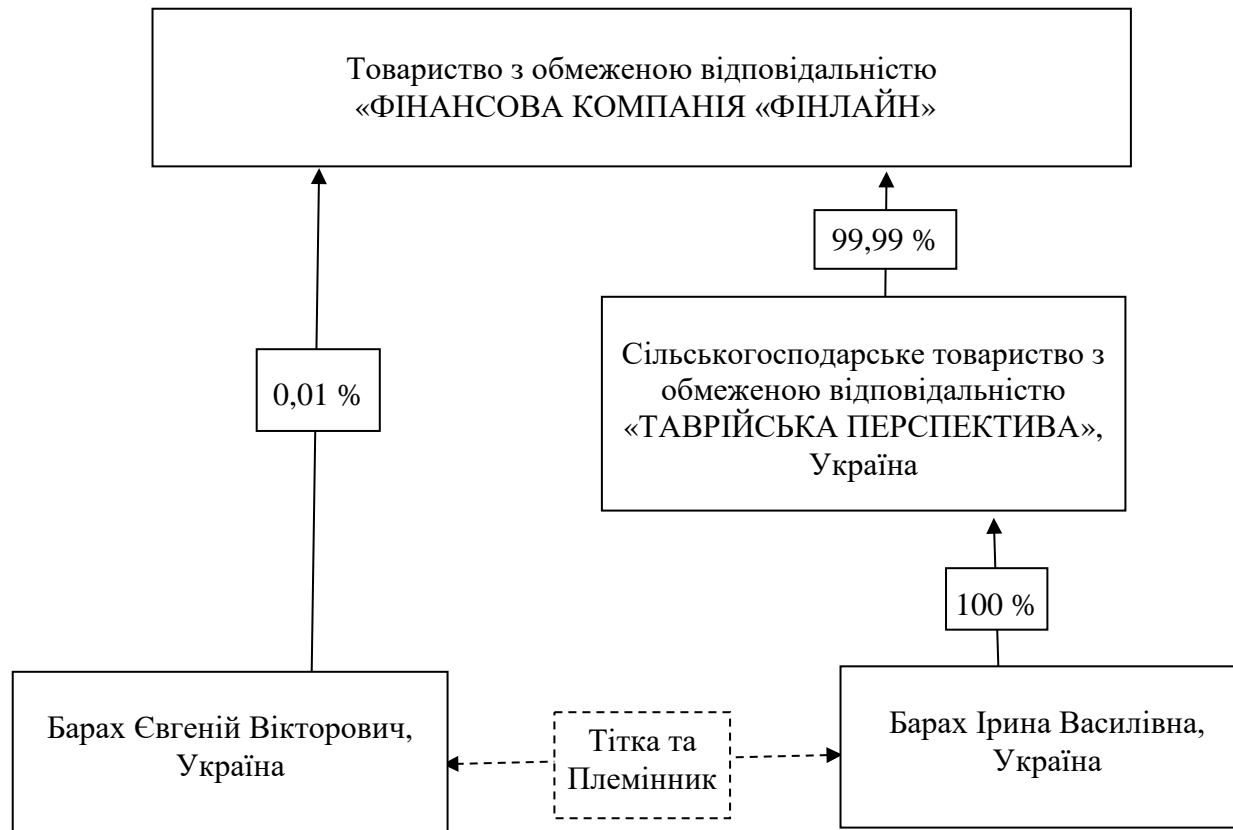 Товариство з обмеженою відповідальністю
«ФІНАНСОВА КОМПАНІЯ «ФІНЛАЙН»
99,99 %
Сільськогосподарське товариство з
обмеженою відповідальністю
«ТАВРІЙСЬКА ПЕРСПЕКТИВА»,
Україна
0,01 %
100 %
Барах Євгеній Вікторович,
Україна
Тітка та
Племінник
Барах Ірина Василівна,
Україна